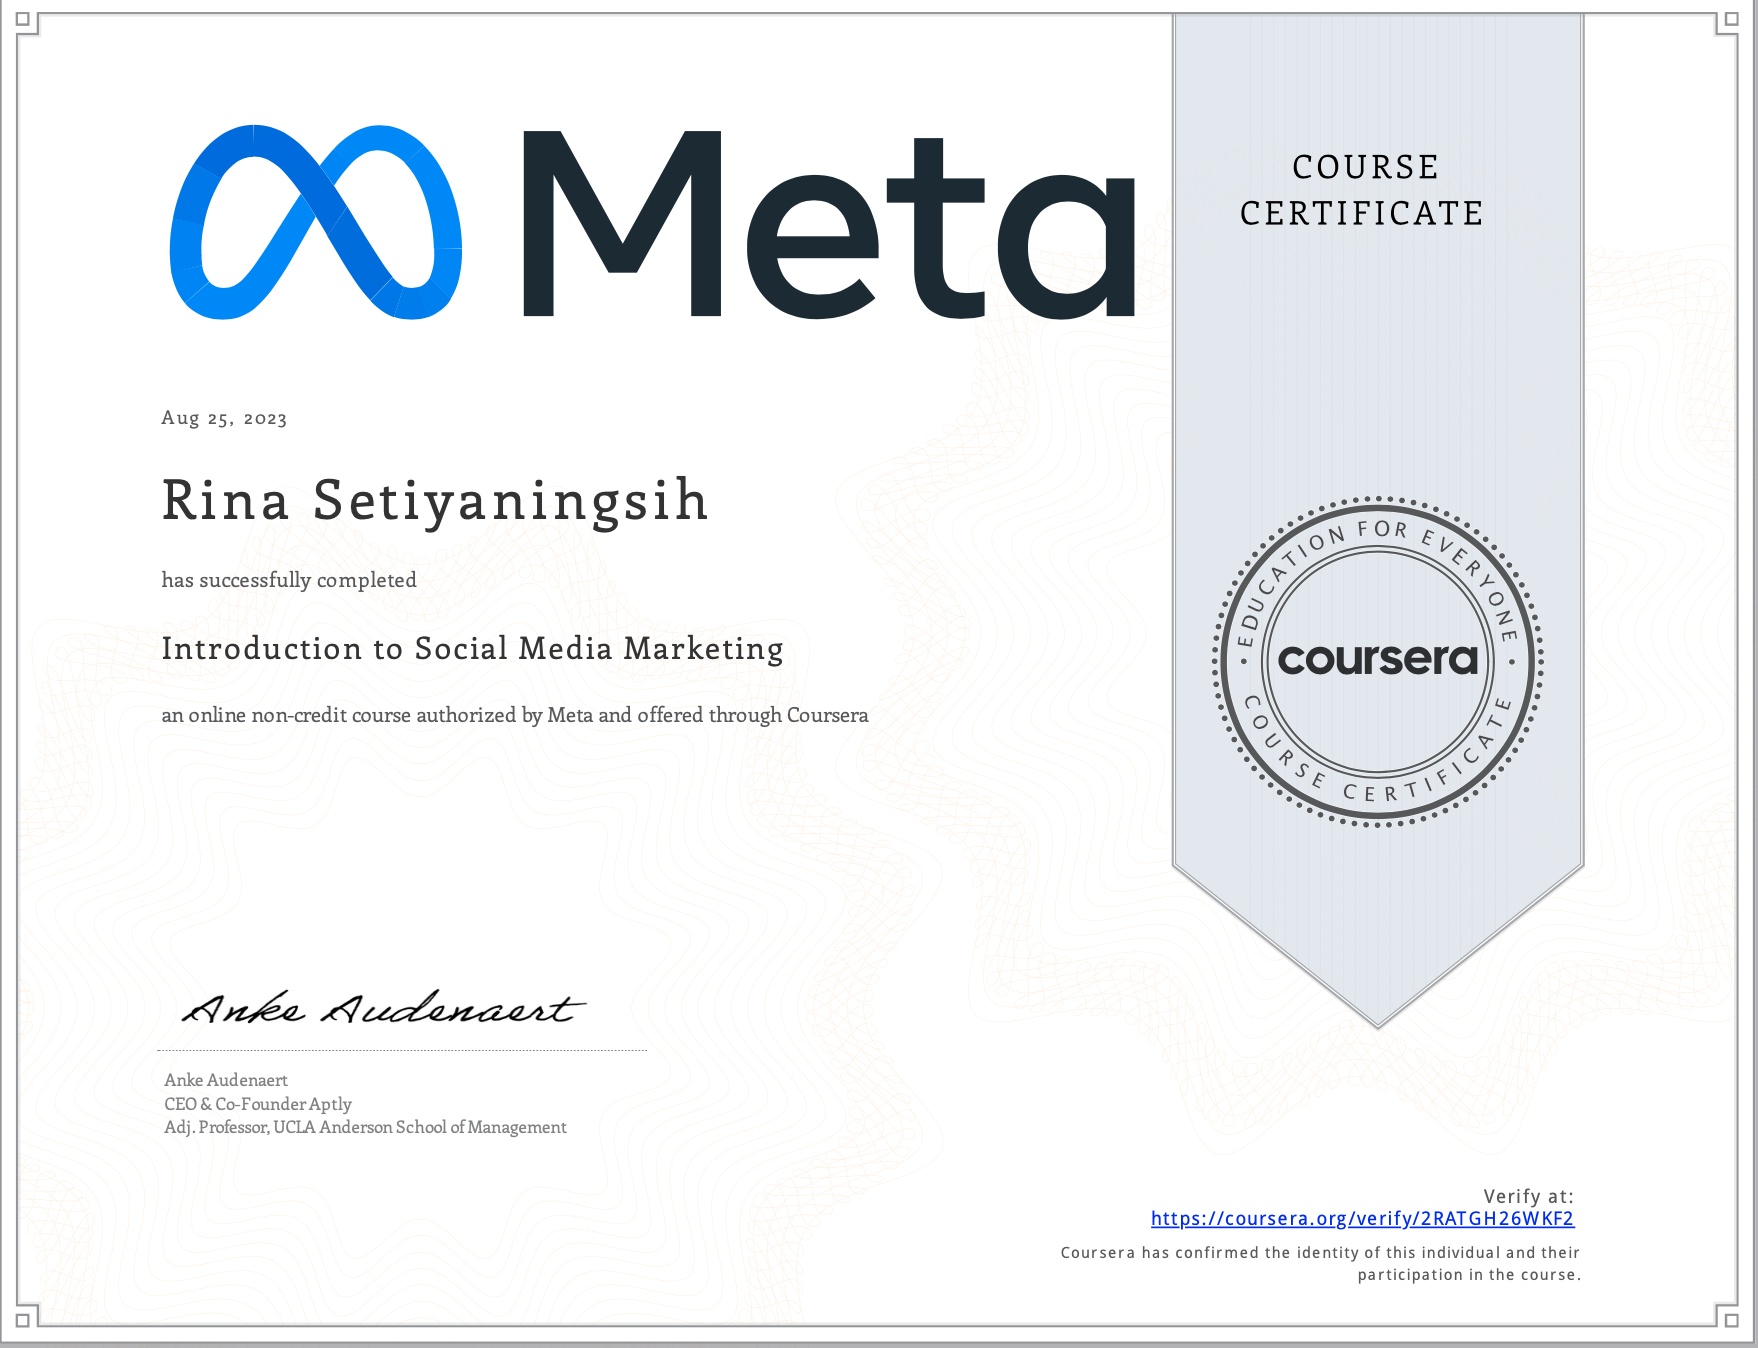 Meta
COURSE
CERTIFICATE
Aug 25, 2023
Rina Setiyaningsih
has successfully completed
Introduction to Social Media Marketing
an online non-credit course authorized by Meta and offered through Coursera
EDUCATION FOR EVERYONE
coursera
COURSE CERTIFICATE
Anke Audenaert
Anke Audenaert
CEO & Co-Founder Aptly
Adj. Professor, UCLA Anderson School of Management
Verify at:
https://coursera.org/verify/2RATGH26WKF2
Coursera has confirmed the identity of this individual and their
participation in the course.